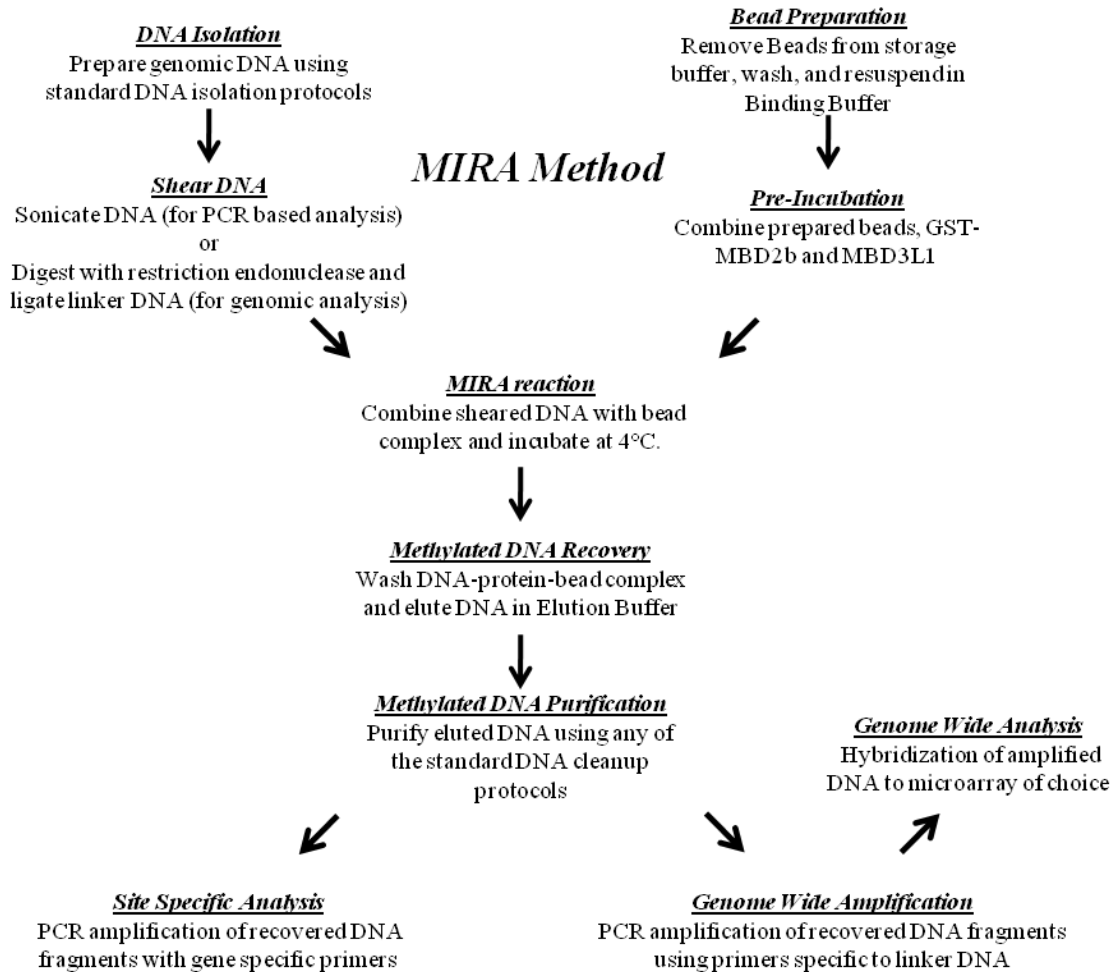 DNA Isolation
Prepare genomic DNA using
standard DNA isolation protocols
Bead Preparation
Remove Beads from storage
buffer, wash, and resuspend in
Binding Buffer
MIRA Method
Shear DNA
Sonicate DNA (for PCR based analysis)
or
Digest with restriction endonuclease and
ligate linker DNA (for genomic analysis)
Pre-Incubation
Combine prepared beads, GST-
MBD2b and MBD3L1
MIRA reaction
Combine sheared DNA with bead
complex and incubate at 4°C.
Methylated DNA Recovery
Wash DNA-protein-bead complex
and elute DNA in Elution Buffer
Methylated DNA Purification
Purify eluted DNA using any of
the standard DNA cleanup
protocols
Genome Wide Analysis
Hybridization of amplified
DNA to microarray of choice
Site Specific Analysis
PCR amplification of recovered DNA
fragments with gene specific primers
Genome Wide Amplification
PCR amplification of recovered DNA fragments
using primers specific to linker DNA